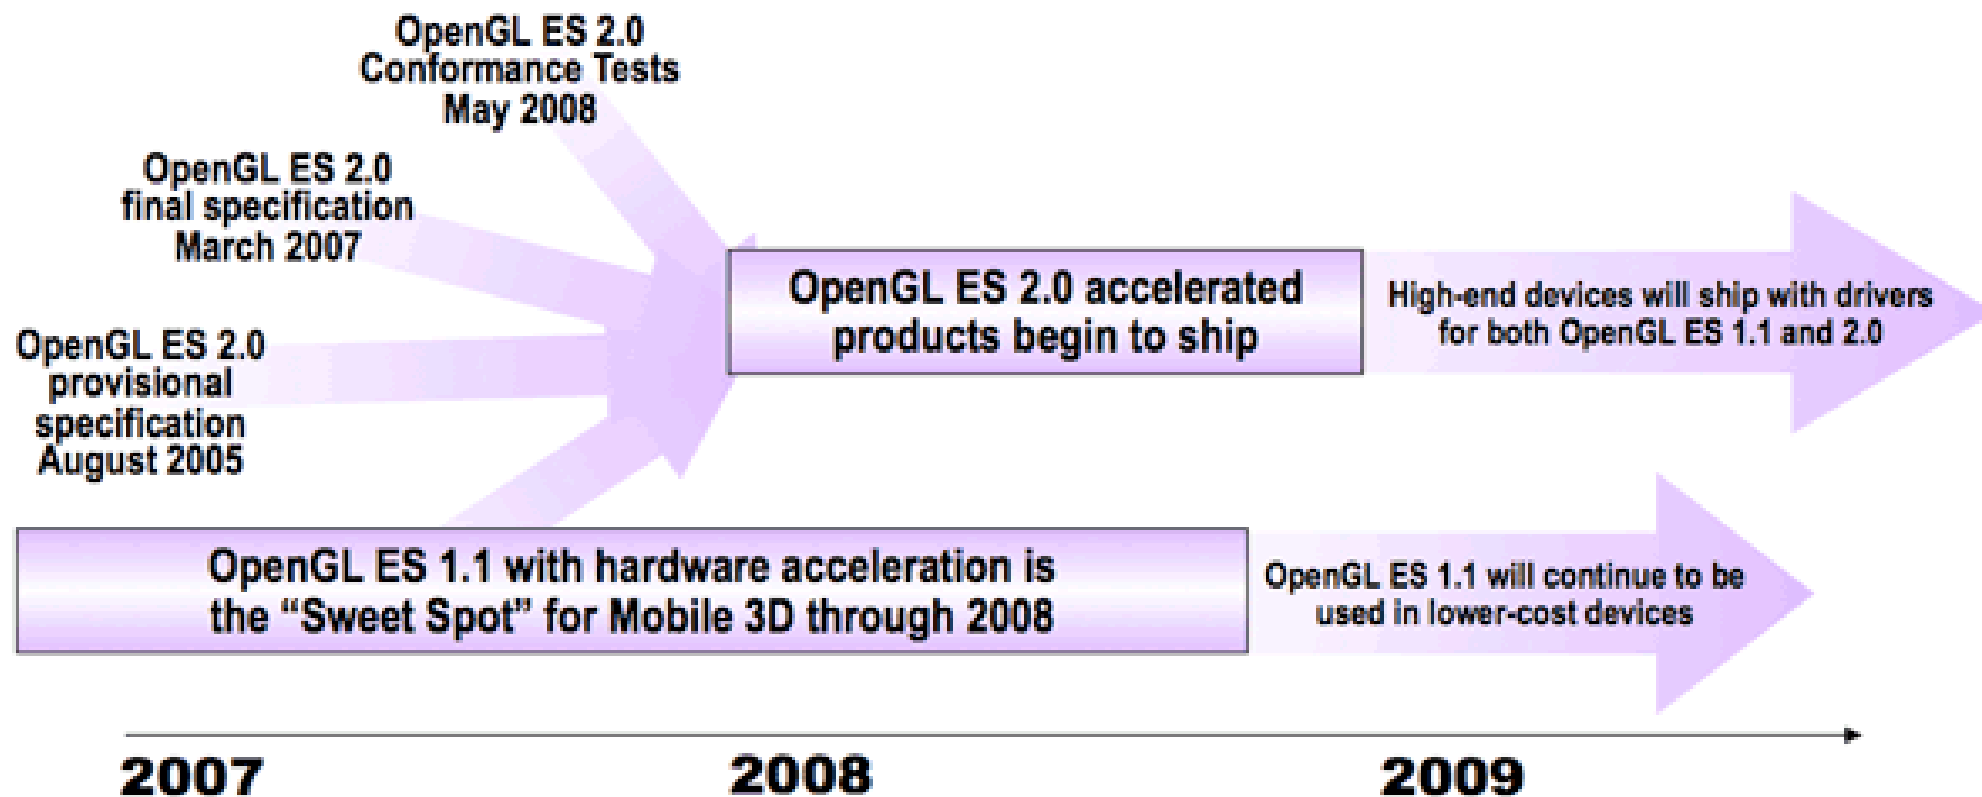 OpenGL ES 2.0
Conformance Tests
May 2008
OpenGL ES 2.0
final specification
March 2007
OpenGL ES 2.0
provisional
specification
August 2005
OpenGL ES 2.0 accelerated
products begin to ship
High-end devices will ship with drivers
for both OpenGL ES 1.1 and 2.0
OpenGL ES 1.1 with hardware acceleration is
the “Sweet Spot” for Mobile 3D through 2008
OpenGL ES 1.1 will continue to be
used in lower-cost devices
2007
2008
2009